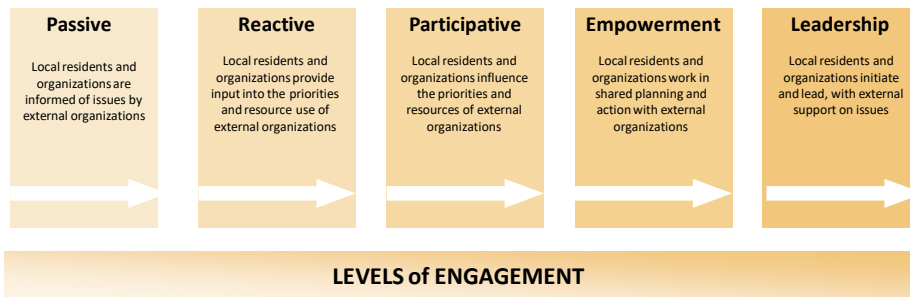 Passive
Local residents and
organizations are
informed of issues by
external organizations
Reactive
Local residents and
organizations provide
input into the priorities
and resource use of
external organizations
Participative
Local residents and
organizations influence
the priorities and
resources of external
organizations
Empowerment
Local residents and
organizations work in
shared planning and
action with external
organizations
Leadership
Local residents and
organizations initiate
and lead, with external
support on issues
LEVELS of ENGAGEMENT